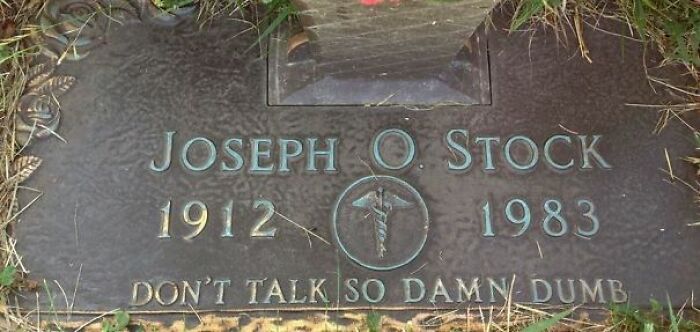 JOSEPH O. STOCK
1912 1983
DON'T TALK SO DAMN DUMB